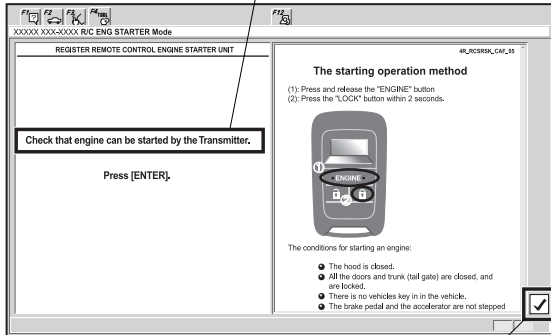 F1 F2 F3 F4 F12
XXXXX XXX-XXXX R/C ENG STARTER Mode
REGISTER REMOTE CONTROL ENGINE STARTER UNIT
Check that engine can be started by the Transmitter.
Press [ENTER].
4R_RCSRSK_CAF_05
The starting operation method
(1): Press and release the "ENGINE" button
(2): Press the "LOCK" button within 2 seconds.
1
ENGINE
2
The conditions for starting an engine:
The hood is closed.
All the doors and trunk (tail gate) are closed, and
are locked.
There is no vehicles key in in the vehicle.
The brake pedal and the accelerator are not stepped